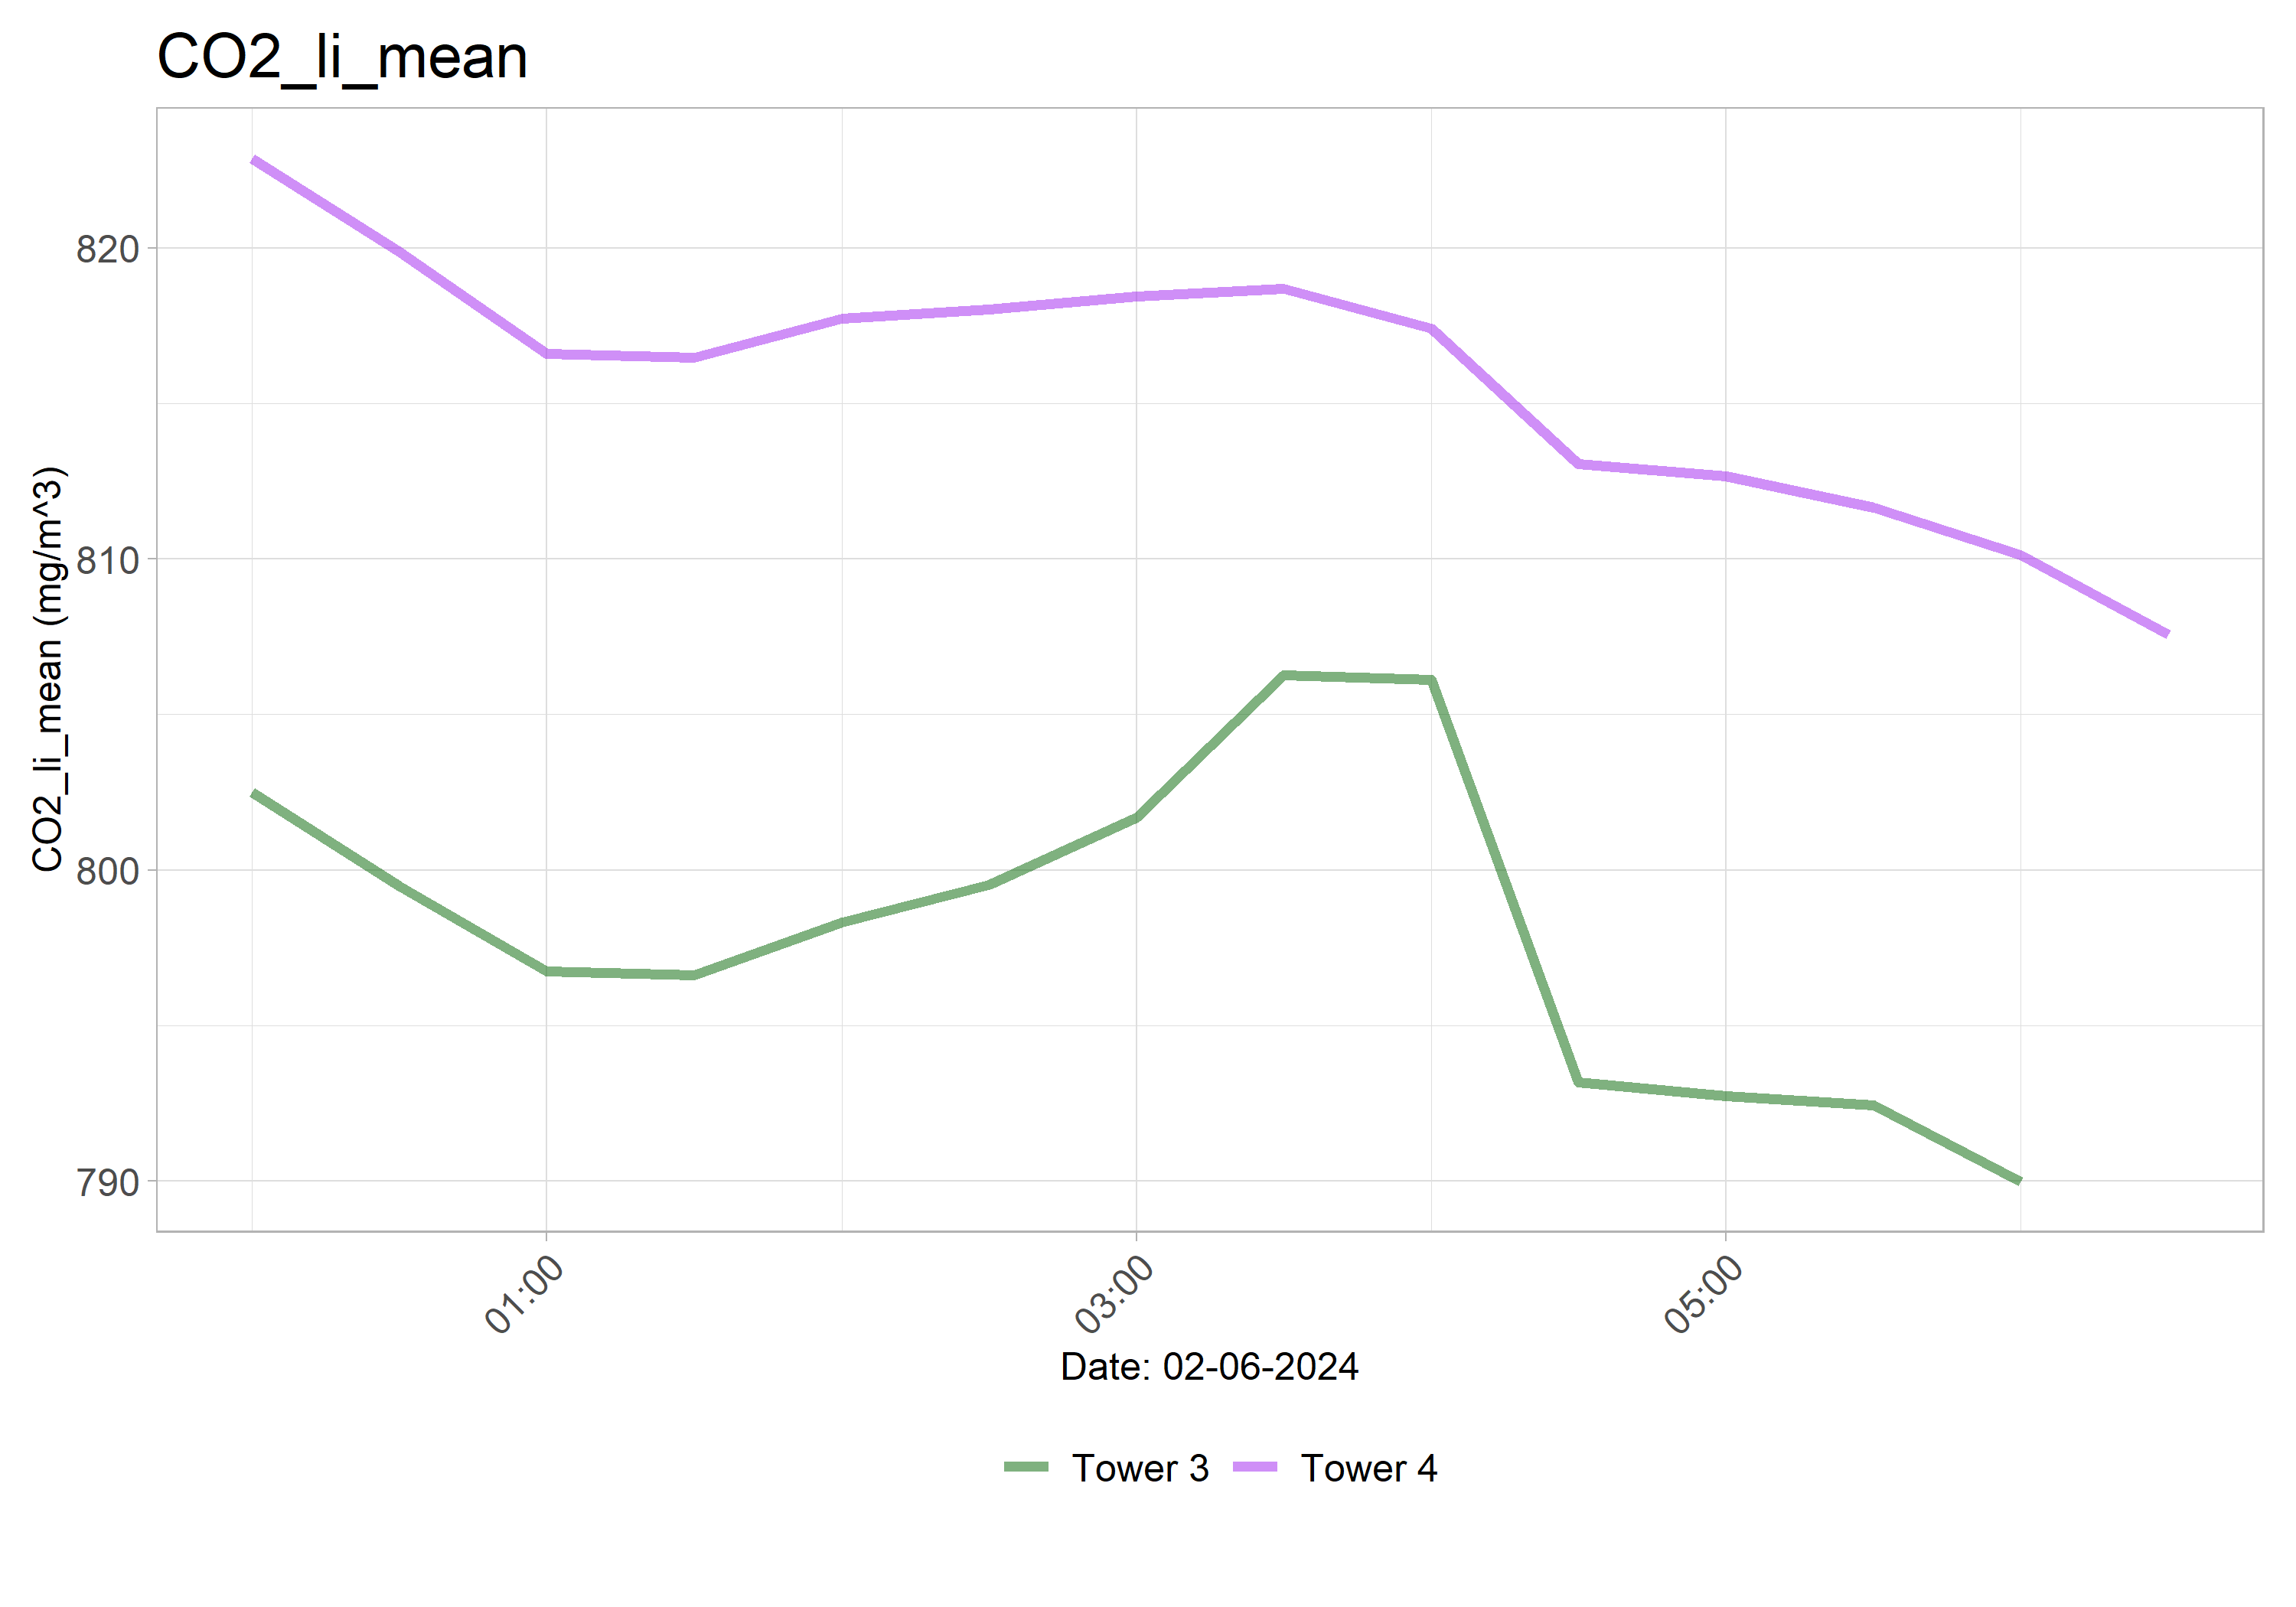 CO2_li_mean
CO2_li_mean (mg/m^3)
820
810
800
790
01:00
03:00
05:00
Date: 02-06-2024
Tower 3
Tower 4